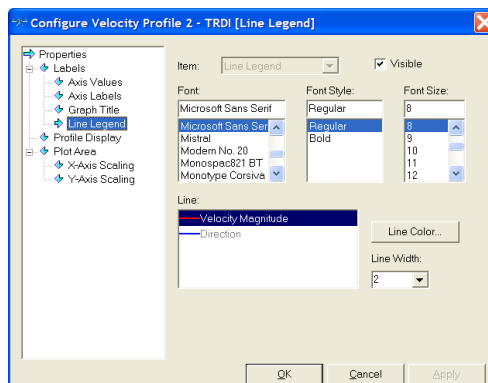 Configure Velocity Profile 2 - TRDI [Line Legend]
Properties
Labels
Axis Values
Axis Labels
Graph Title
Line Legend
Profile Display
Plot Area
X-Axis Scaling
Y-Axis Scaling
Item: Line Legend
Visible
Font: Font Style: Font Size:
Microsoft Sans Serif Regular 8
Microsoft Sans Ser Regular 8
Mistral Bold 9
Modern No. 20 10
Monospac821 BT 11
Monotype Corsiva 12
Line:
Velocity Magnitude
Direction
Line Color...
Line Width:
2
OK Cancel Apply